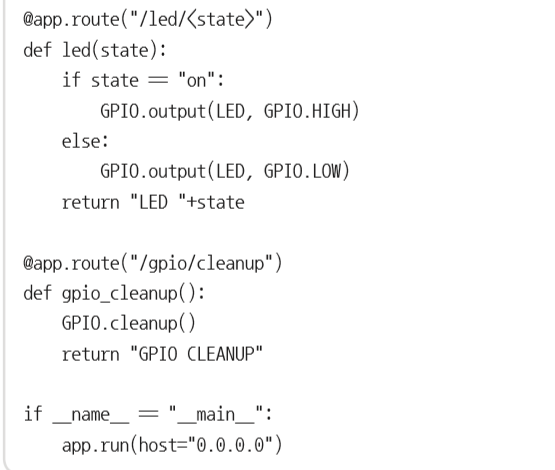 @app.route("/led/<state>")
def led(state):
    if state == "on":
        GPIO.output(LED, GPIO.HIGH)
    else:
        GPIO.output(LED, GPIO.LOW)
    return "LED "+state

@app.route("/gpio/cleanup")
def gpio_cleanup():
    GPIO.cleanup()
    return "GPIO CLEANUP"

if __name__ == "__main__":
    app.run(host="0.0.0.0")